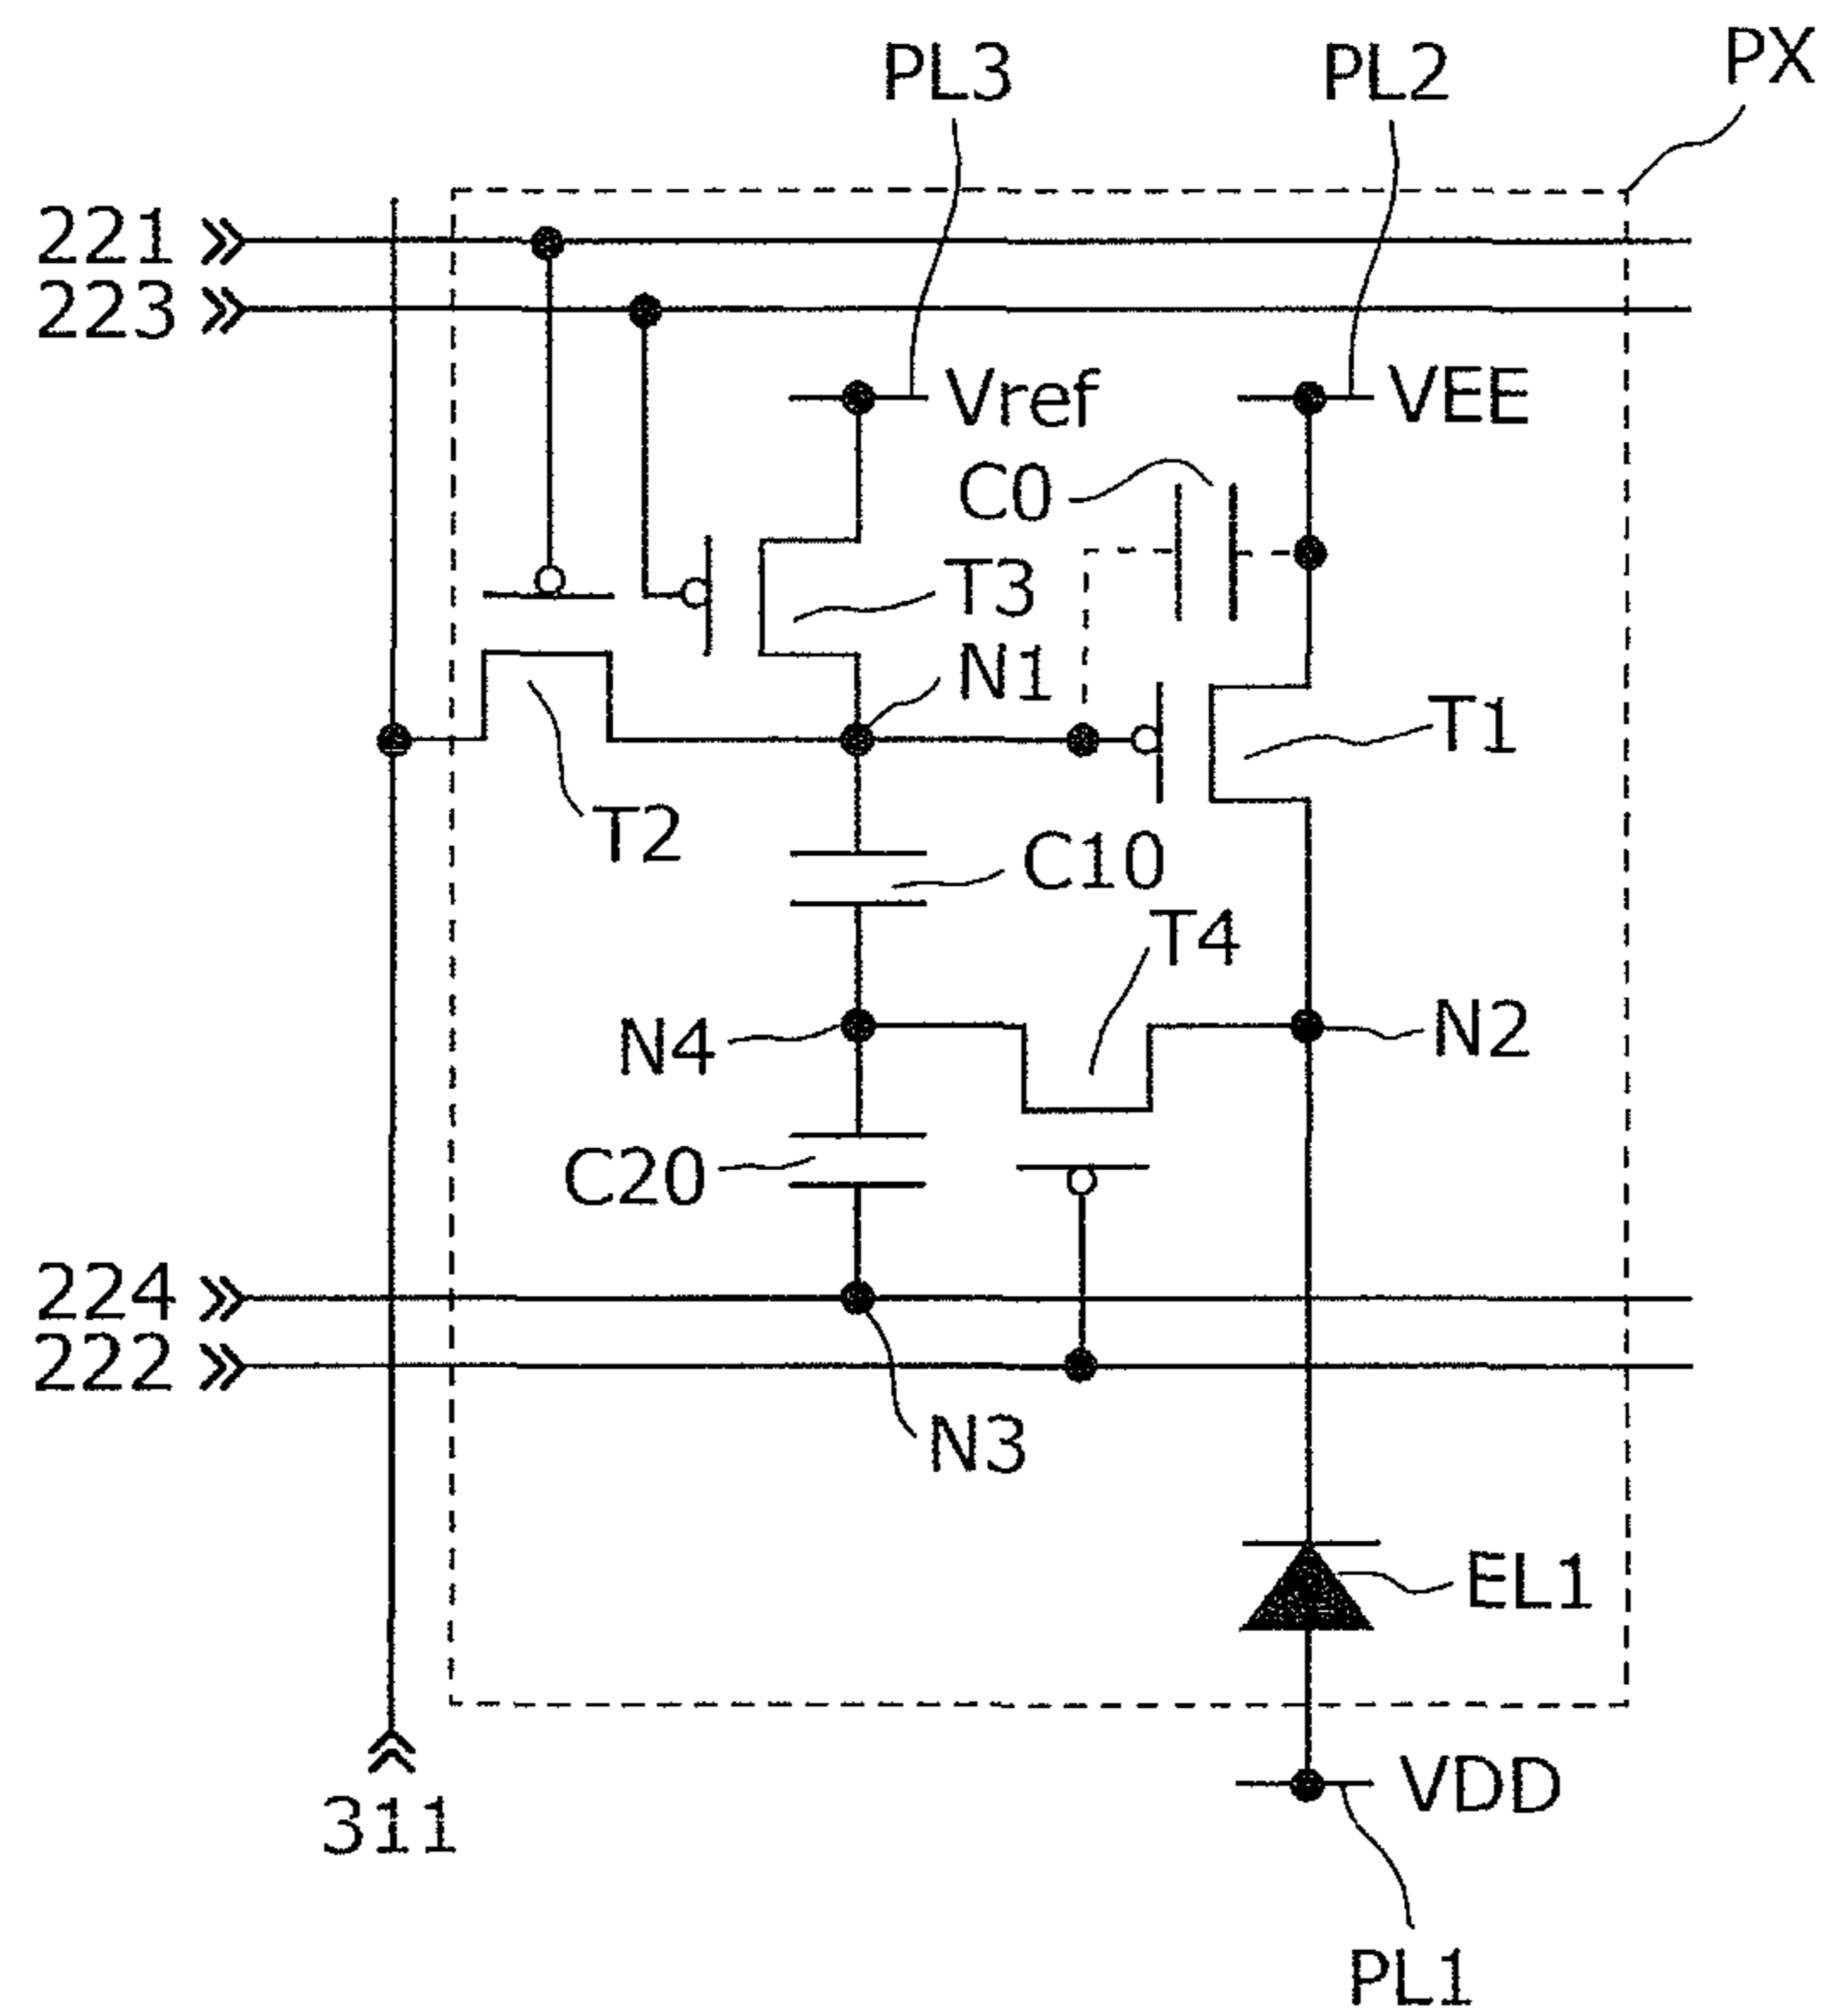 PL3
PL2
PX
221
223
Vref
VEE
C0
T3
N1
T1
T2
C10
T4
N4
N2
C20
224
222
N3
EL1
VDD
311
PL1